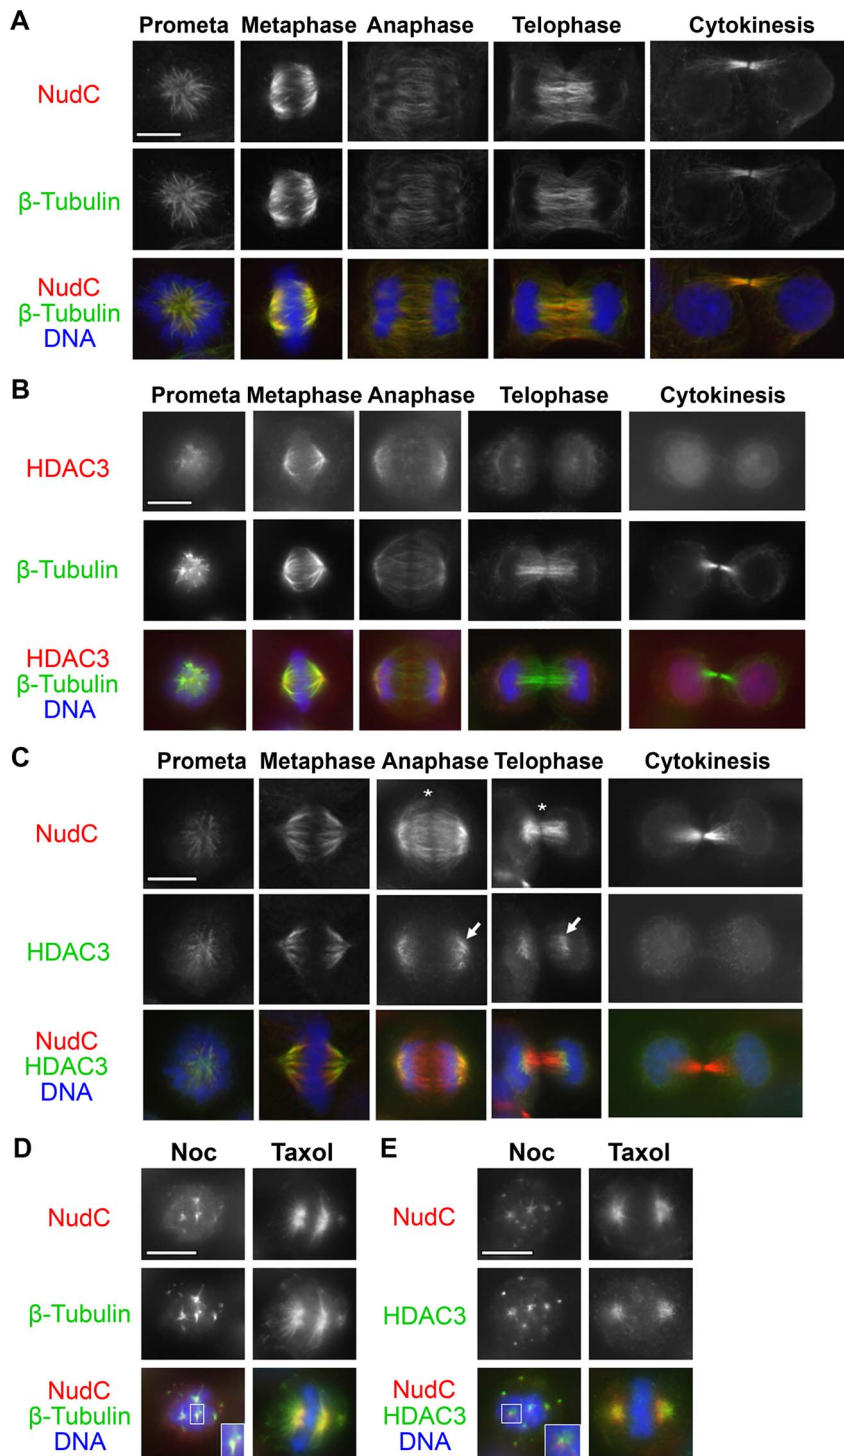 A
Prometa Metaphase Anaphase Telophase Cytokinesis
NudC
β-Tubulin
NudC
β-Tubulin
DNA
B
Prometa Metaphase Anaphase Telophase Cytokinesis
HDAC3
β-Tubulin
HDAC3
β-Tubulin
DNA
C
Prometa Metaphase Anaphase Telophase Cytokinesis
*
*
NudC
HDAC3
NudC
HDAC3
DNA
D
Noc Taxol
NudC
β-Tubulin
NudC
β-Tubulin
DNA
E
Noc Taxol
NudC
HDAC3
NudC
HDAC3
DNA